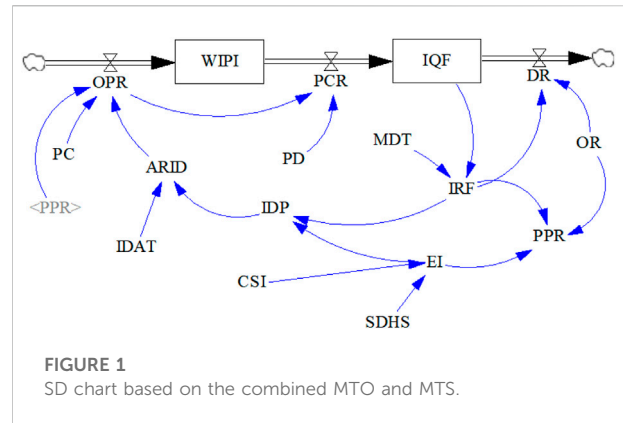 WIPI
IQF
OPR
PCR
DR
PC
PD
MDT
OR
ARID
IRF
<PPR>
IDP
PPR
IDAT
EI
CSI
SDHS
FIGURE 1
SD chart based on the combined MTO and MTS.